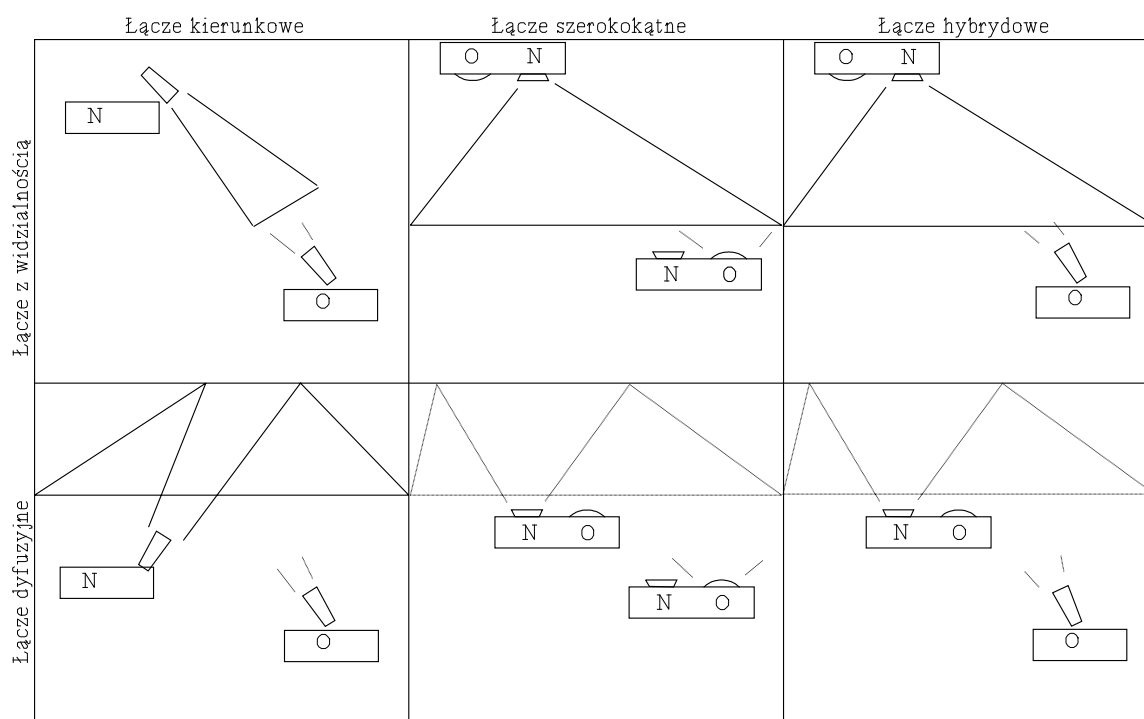 Łącze kierunkowe
Łącze szerokokątne
Łącze hybrydowe
Łącze z widzialnością
N
O
O N
N O
O N
O
Łącze dyfuzyjne
N
O
N O
N O
N O
O